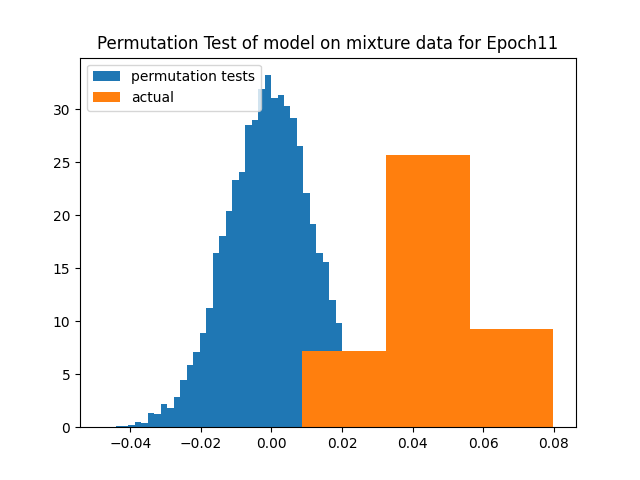 Permutation Test of model on mixture data for Epoch11
permutation tests
actual
30
25
20
15
10
5
0
−0.04 −0.02 0.00 0.02 0.04 0.06 0.08